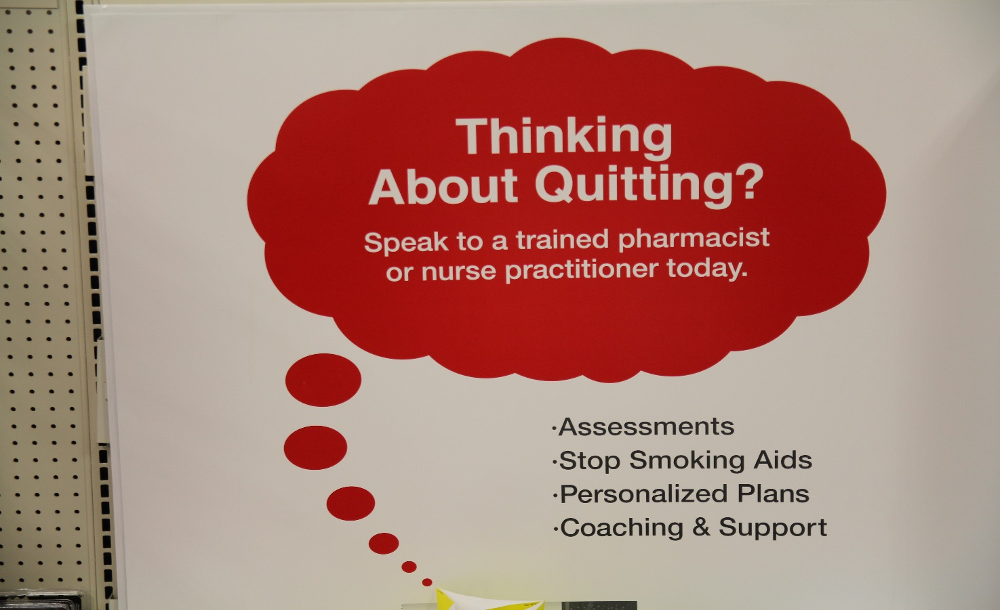 Thinking
About Quitting?
Speak to a trained pharmacist
or nurse practitioner today.
·Assessments
·Stop Smoking Aids
·Personalized Plans
·Coaching & Support